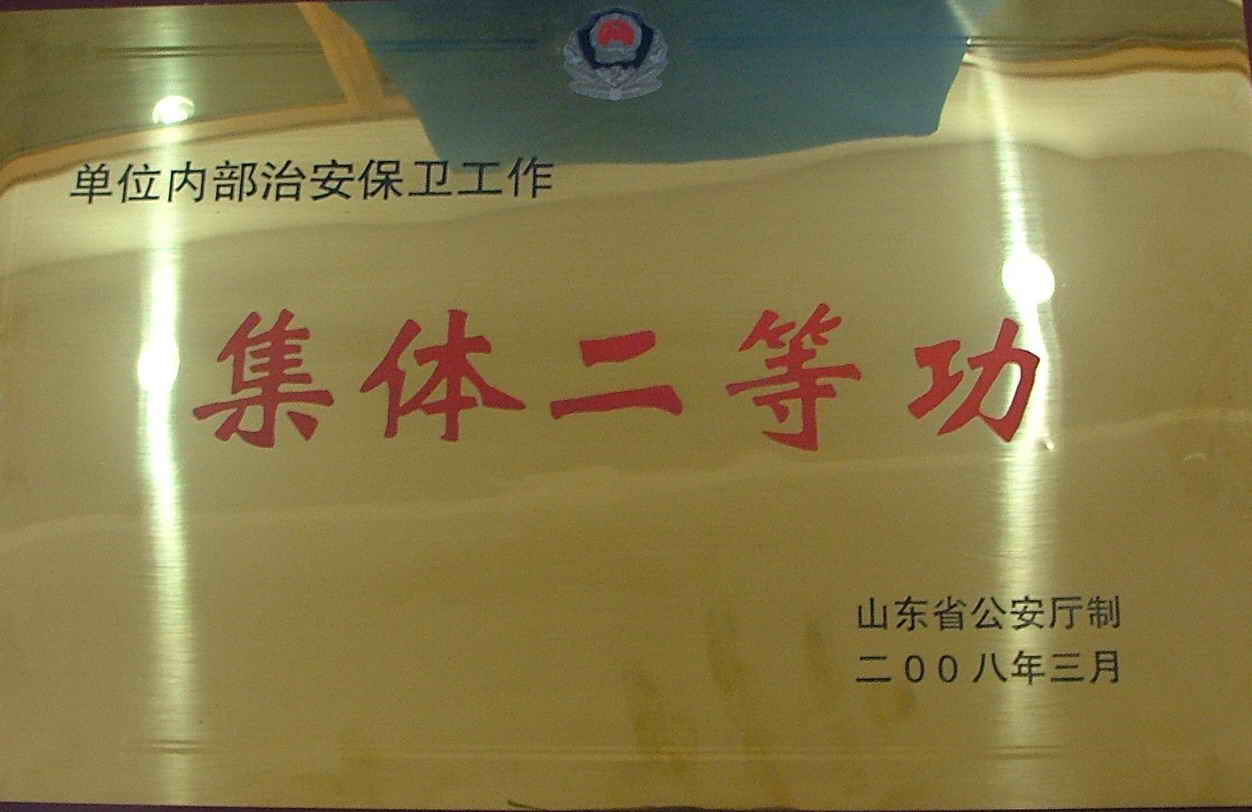 单位内部治安保卫工作
集体二等功
山东省公安厅制
二00八年三月